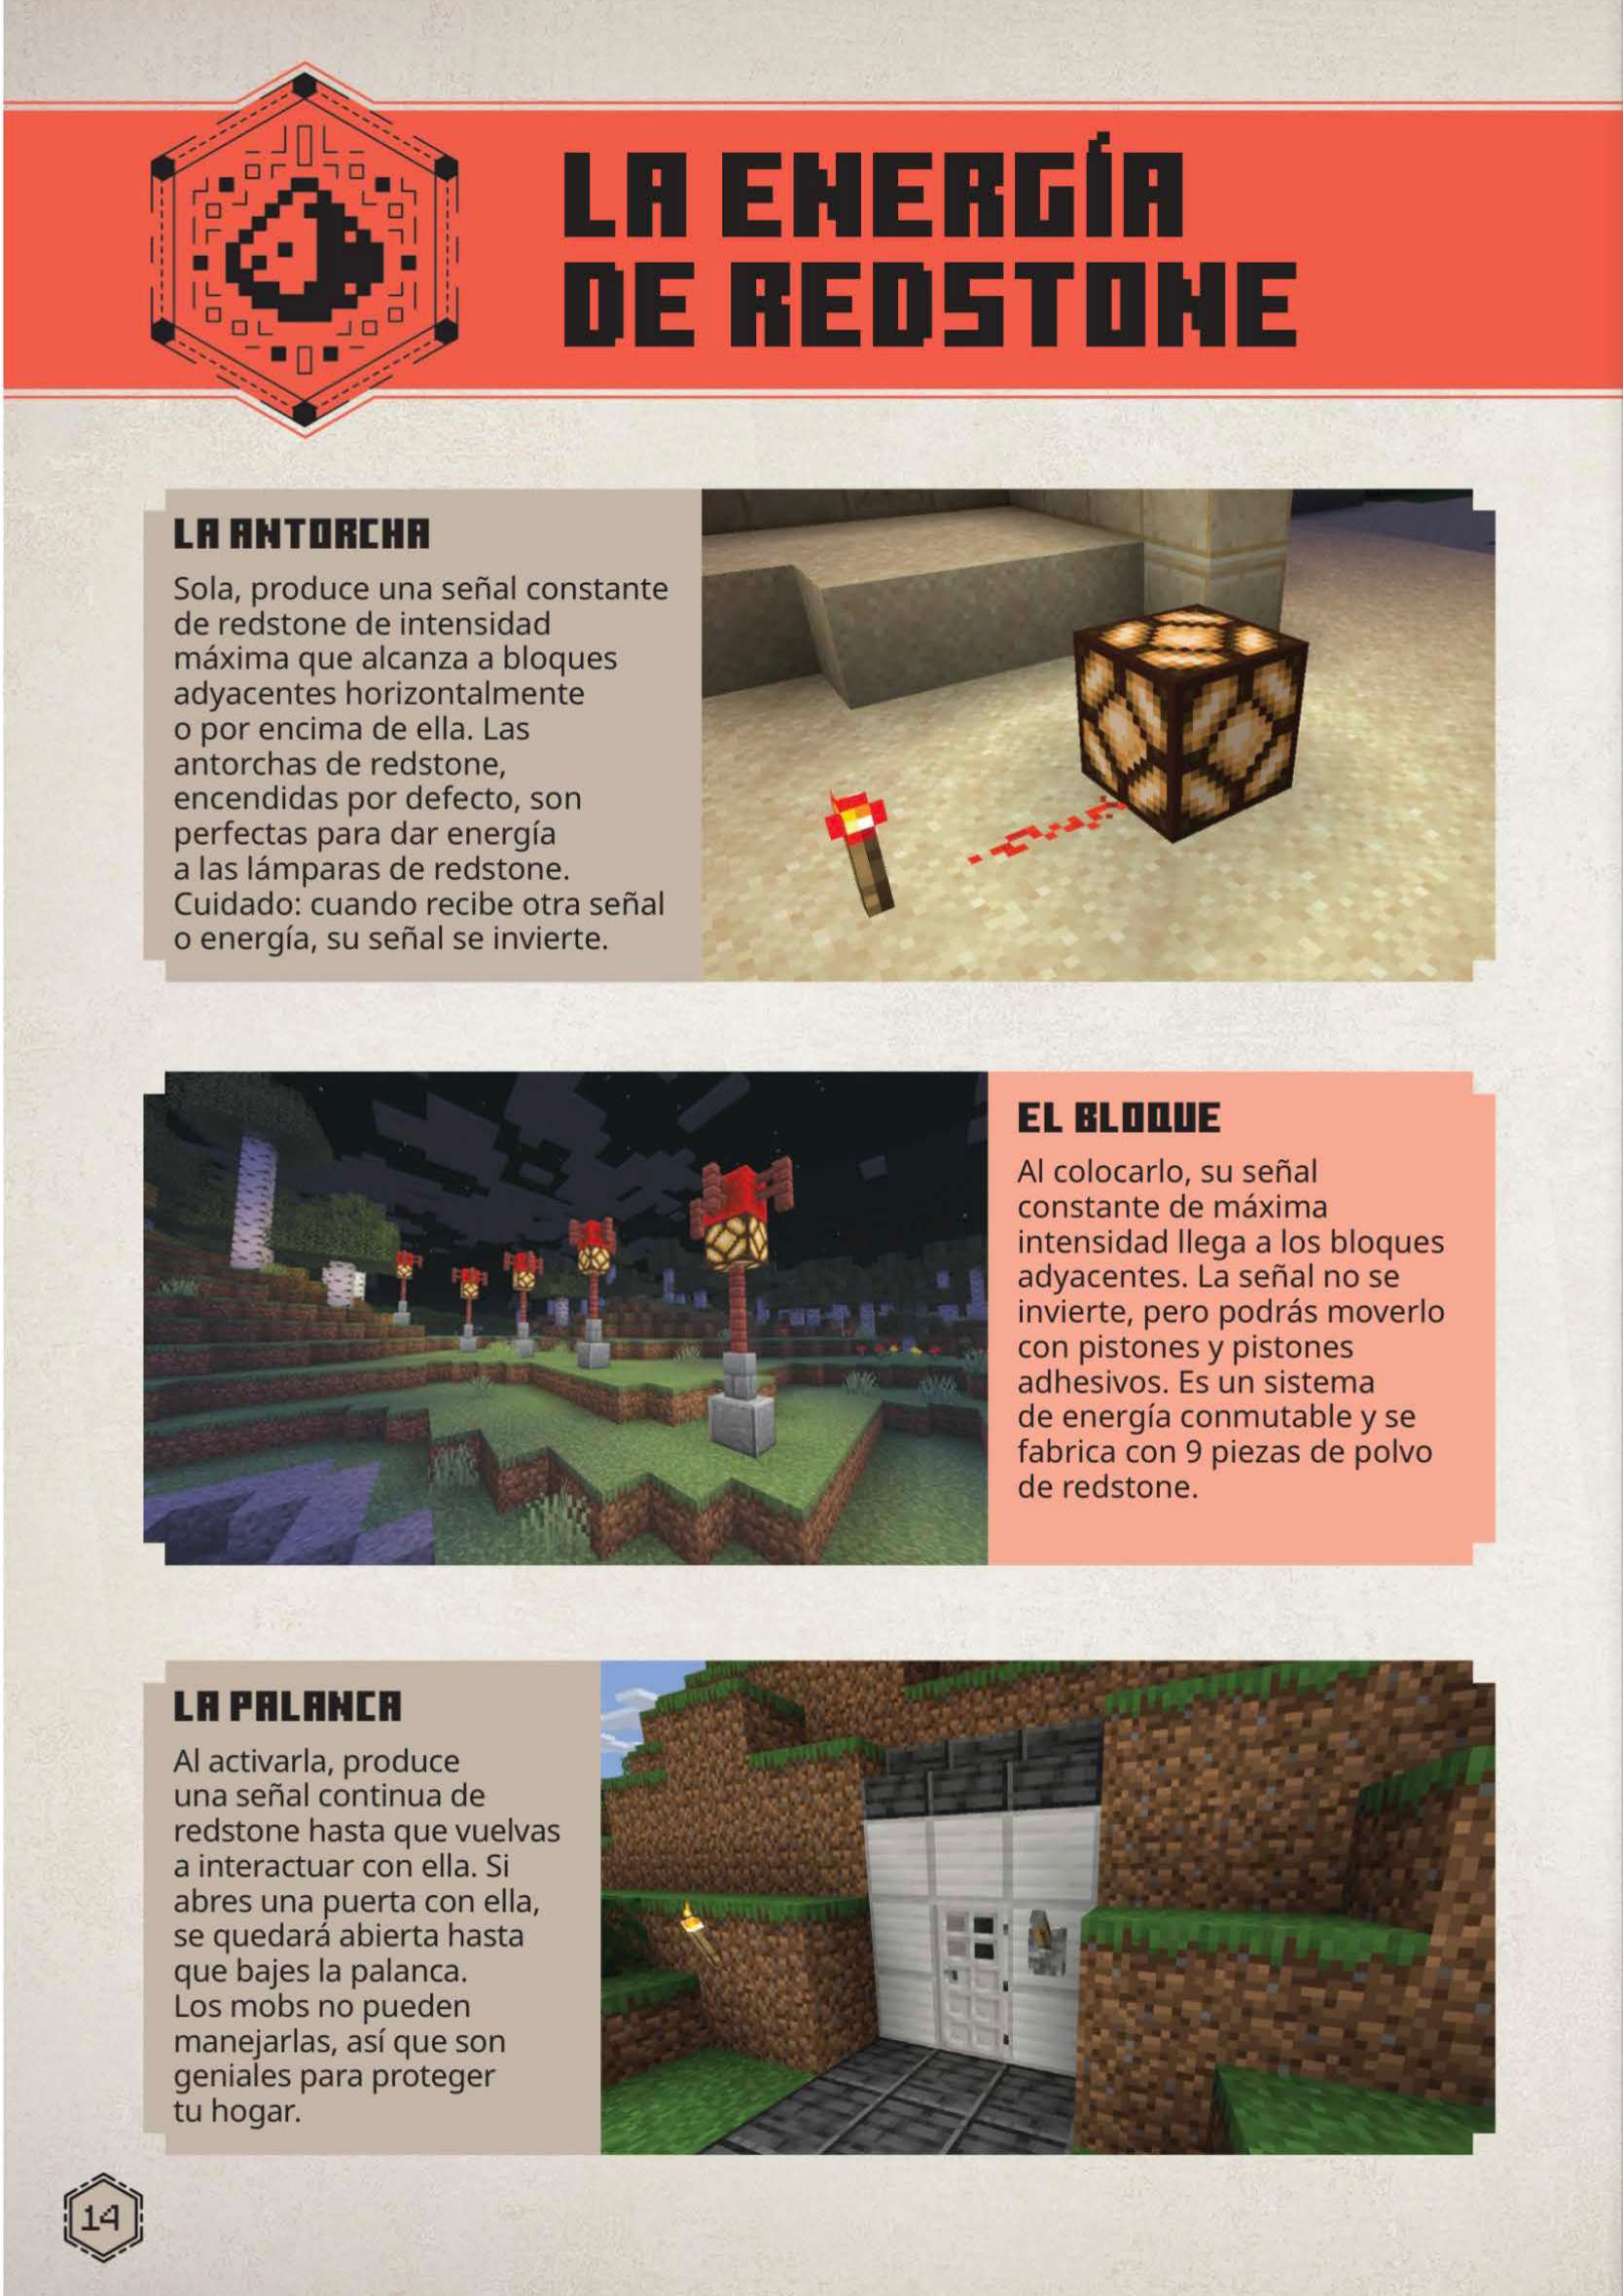 LA ENERGÍA
DE REDSTONE
LA ANTORCHA
Sola, produce una señal constante
de redstone de intensidad
máxima que alcanza a bloques
adyacentes horizontalmente
o por encima de ella. Las
antorchas de redstone,
encendidas por defecto, son
perfectas para dar energía
a las lámparas de redstone.
Cuidado: cuando recibe otra señal
o energía, su señal se invierte.
EL BLOQUE
Al colocarlo, su señal
constante de máxima
intensidad llega a los bloques
adyacentes. La señal no se
invierte, pero podrás moverlo
con pistones y pistones
adhesivos. Es un sistema
de energía conmutable y se
fabrica con 9 piezas de polvo
de redstone.
LA PALANCA
Al activarla, produce
una señal continua de
redstone hasta que vuelvas
a interactuar con ella. Si
abres una puerta con ella,
se quedará abierta hasta
que bajes la palanca.
Los mobs no pueden
manejarlas, así que son
geniales para proteger
tu hogar.
14